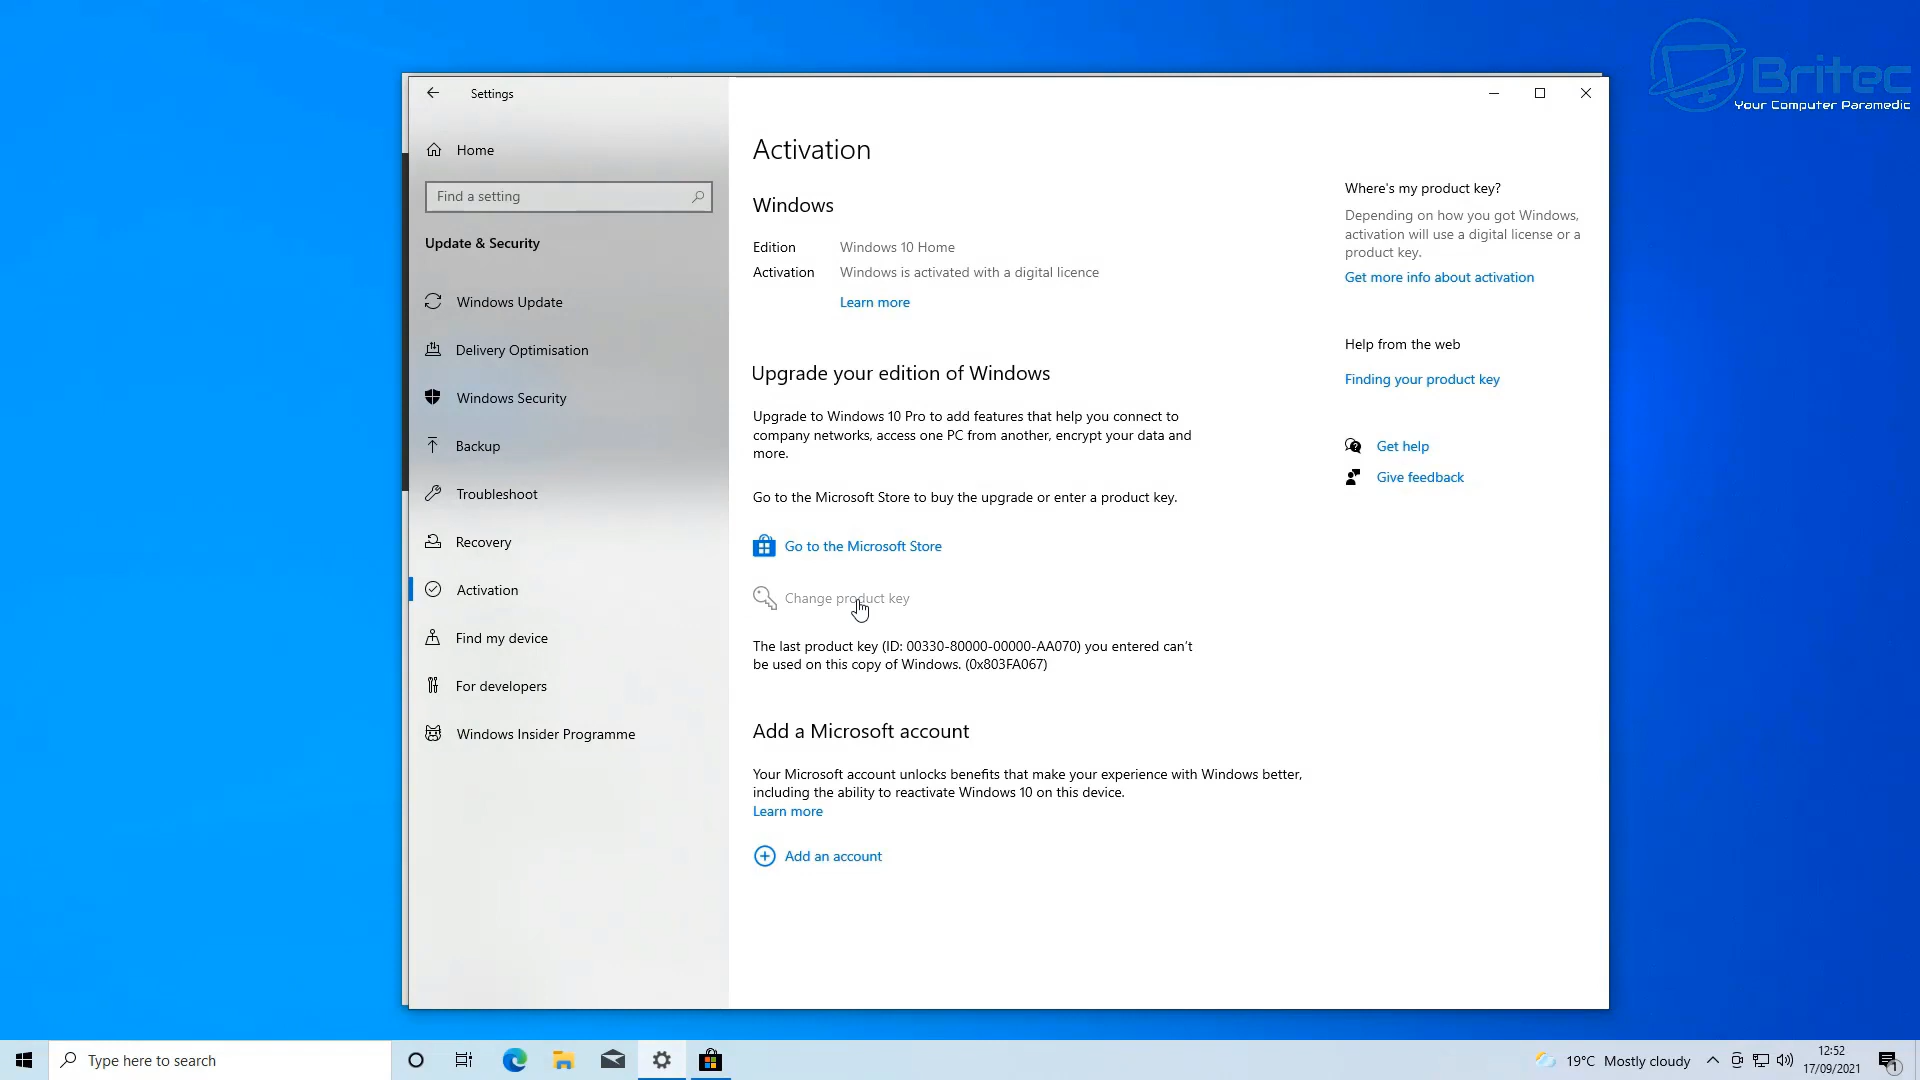 Britec
Your Computer Paramedic
Settings
Home
Find a setting
Update & Security
Windows Update
Delivery Optimisation
Windows Security
Backup
Troubleshoot
Recovery
Activation
Find my device
For developers
Windows Insider Programme
Activation
Windows
Edition Windows 10 Home
Activation Windows is activated with a digital licence
Learn more
Upgrade your edition of Windows
Upgrade to Windows 10 Pro to add features that help you connect to
company networks, access one PC from another, encrypt your data and
more.
Go to the Microsoft Store to buy the upgrade or enter a product key.
Go to the Microsoft Store
Change product key
The last product key (ID: 00330-80000-00000-AA070) you entered can't
be used on this copy of Windows. (0x803FA067)
Add a Microsoft account
Your Microsoft account unlocks benefits that make your experience with Windows better,
including the ability to reactivate Windows 10 on this device.
Learn more
Add an account
Where's my product key?
Depending on how you got Windows,
activation will use a digital license or a
product key.
Get more info about activation
Help from the web
Finding your product key
Get help
Give feedback
Type here to search
19°C Mostly cloudy
12:52
17/09/2021
1